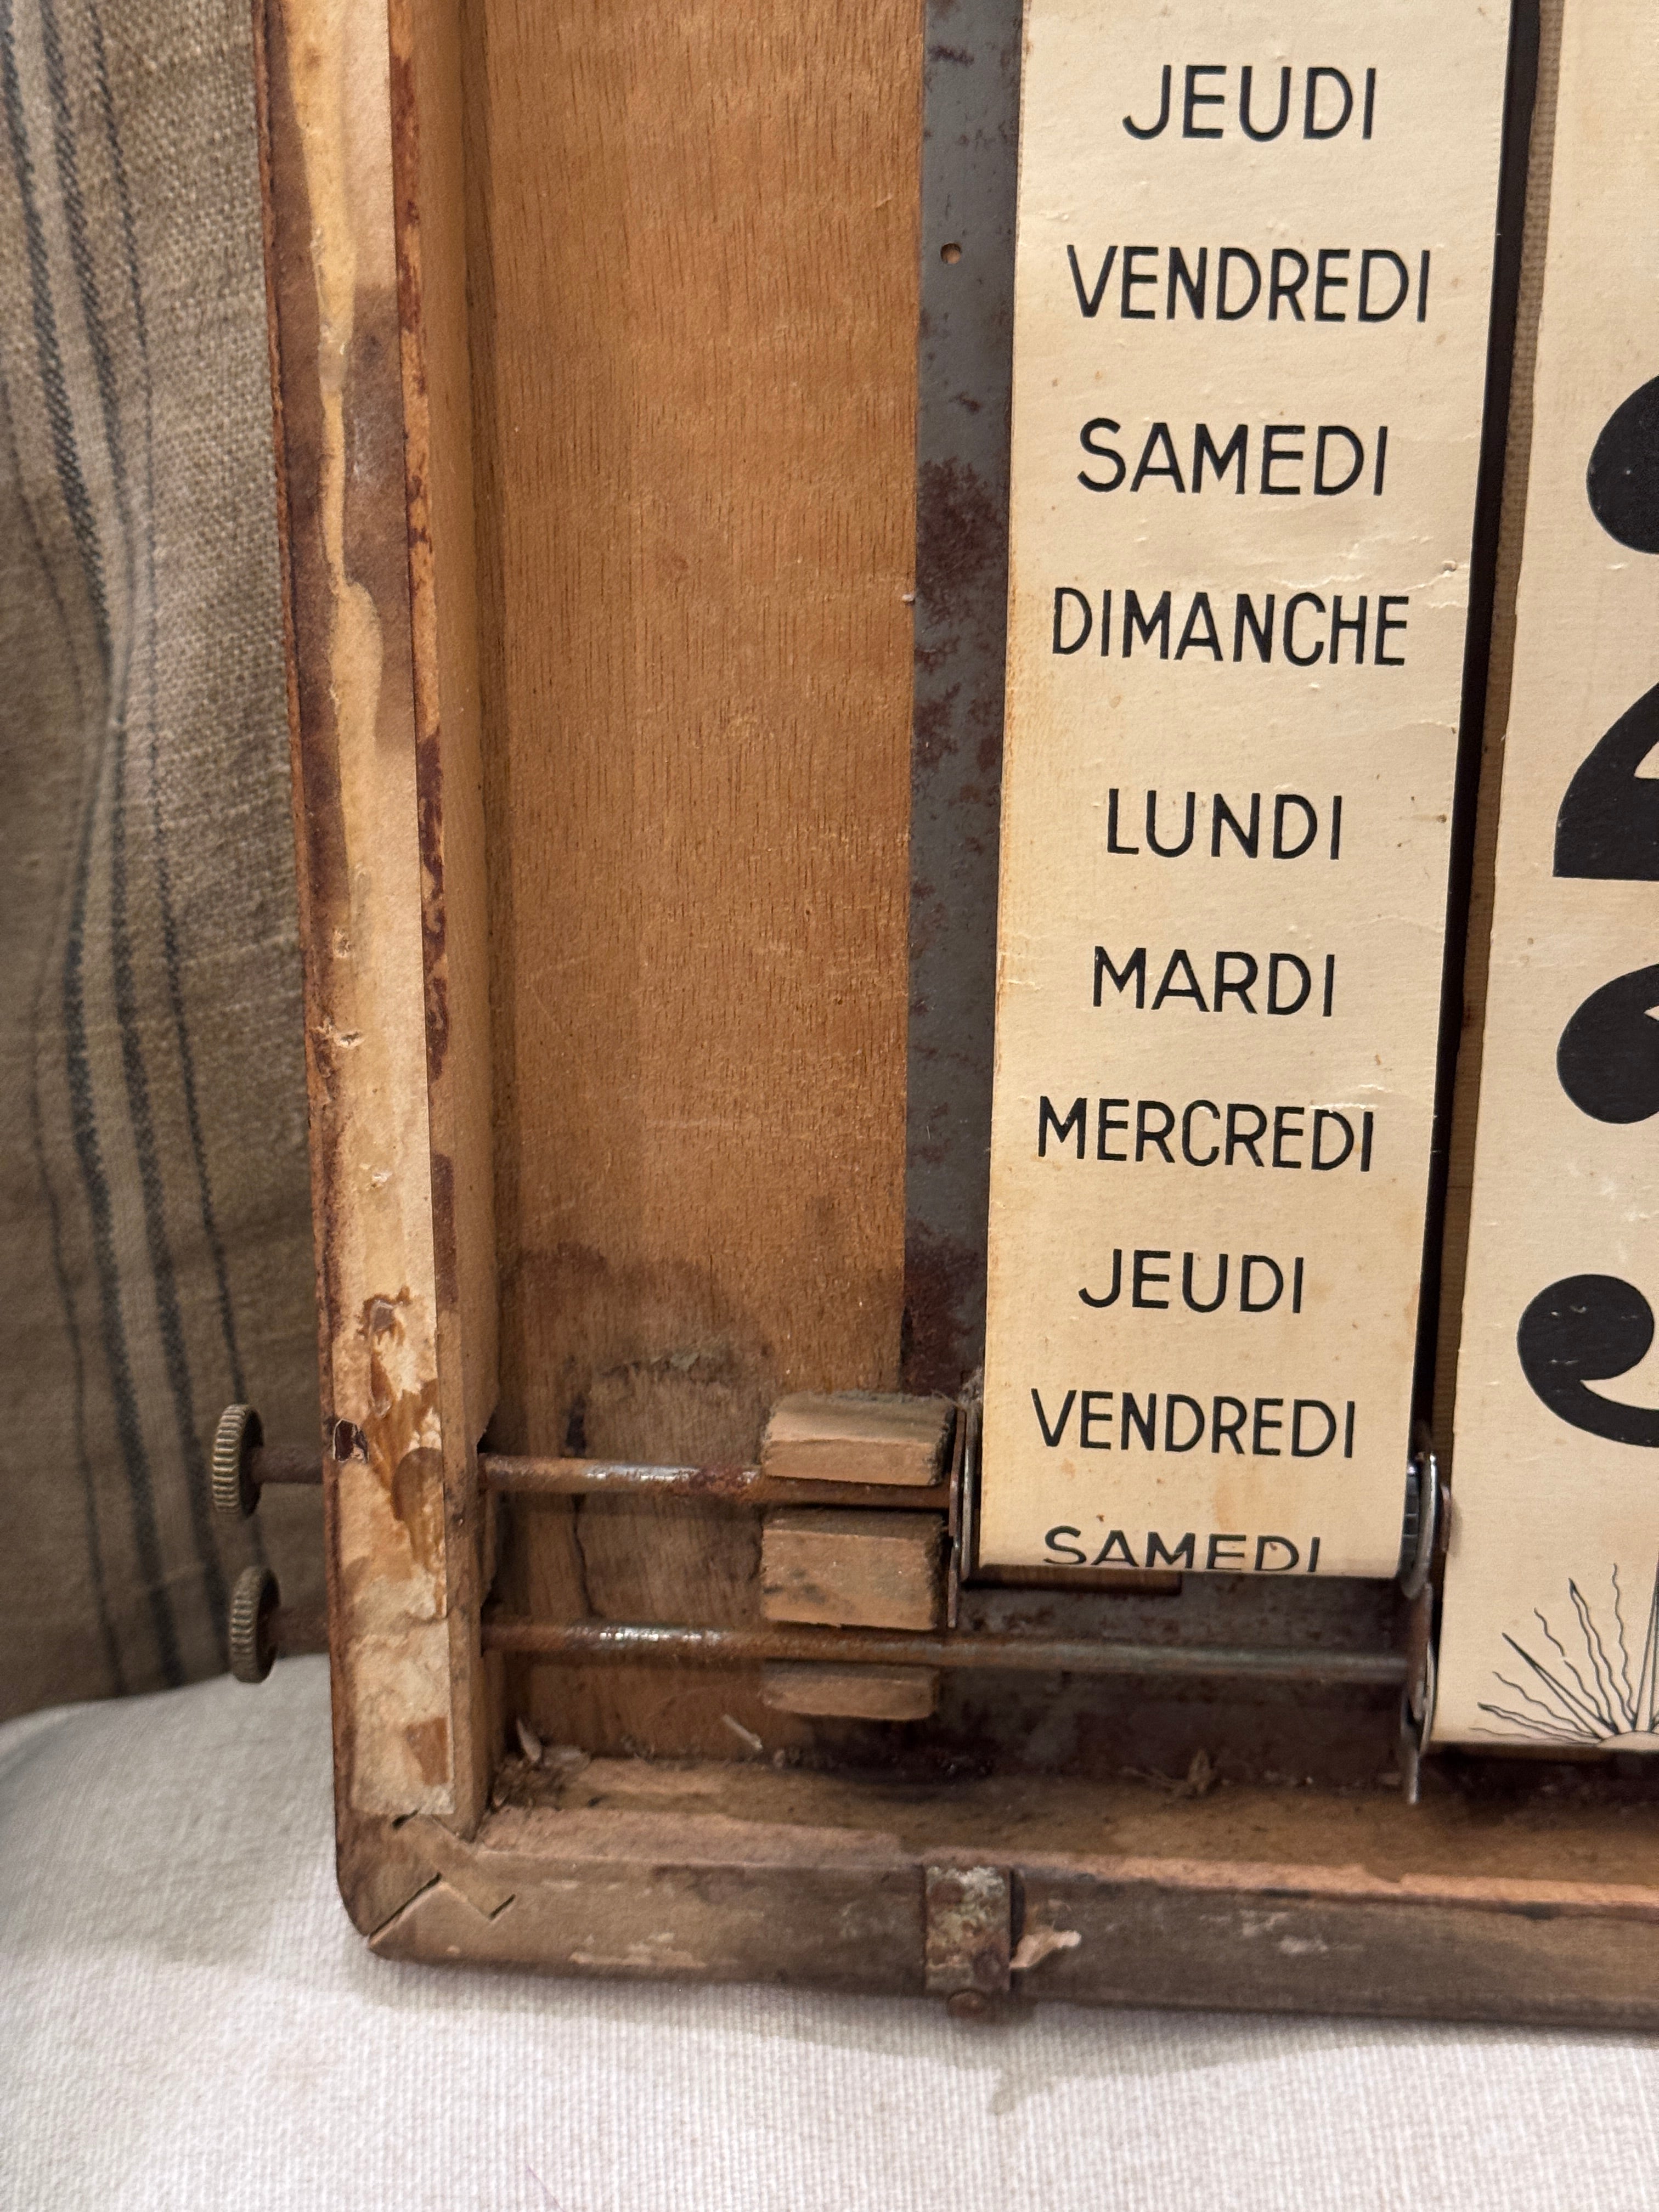 JEUDI
VENDREDI
SAMEDI
DIMANCHE
LUNDI
MARDI
MERCREDI
JEUDI
VENDREDI
SAMEDI